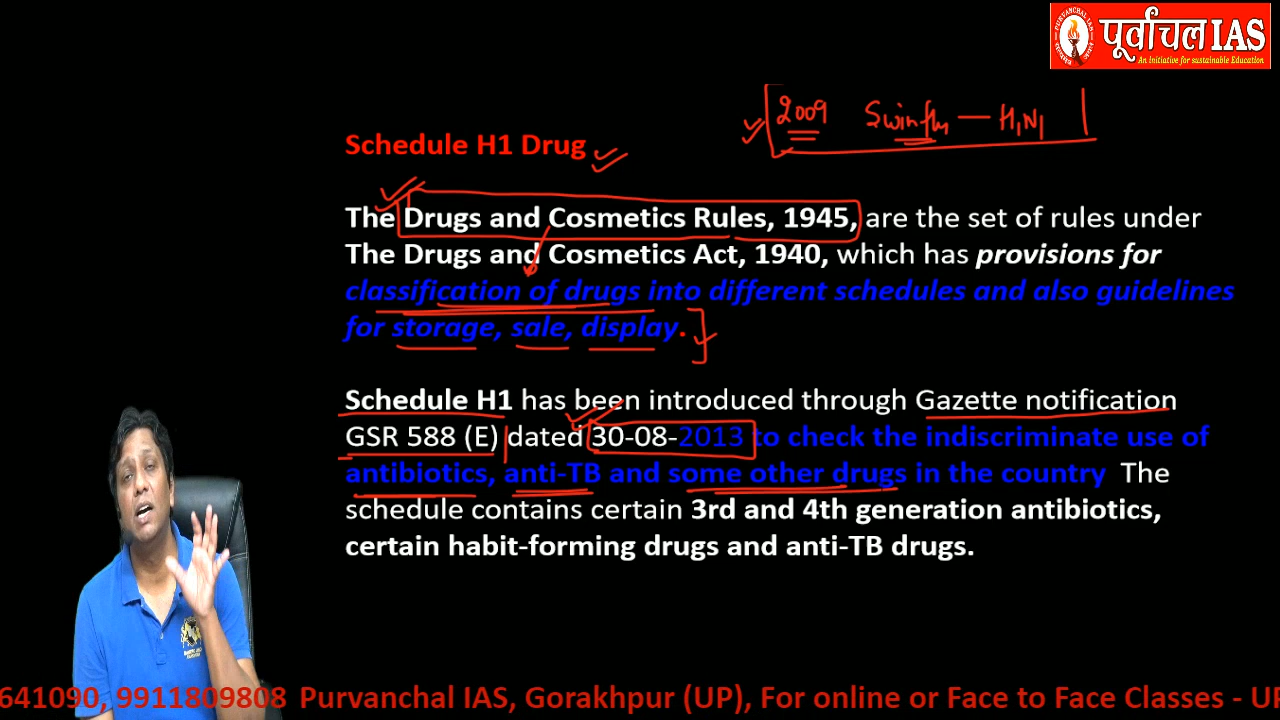 पूर्वांचल IAS
An initiative for sustainable Education
2009 Swinflu — H1N1
Schedule H1 Drug
The Drugs and Cosmetics Rules, 1945, are the set of rules under
The Drugs and Cosmetics Act, 1940, which has provisions for
classification of drugs into different schedules and also guidelines
for storage, sale, display.
Schedule H1 has been introduced through Gazette notification
GSR 588 (E) dated 30-08-2013 to check the indiscriminate use of
antibiotics, anti-TB and some other drugs in the country The
schedule contains certain 3rd and 4th generation antibiotics,
certain habit-forming drugs and anti-TB drugs.
641090, 9911809808 Purvanchal IAS, Gorakhpur (UP), For online or Face to Face Classes - UP